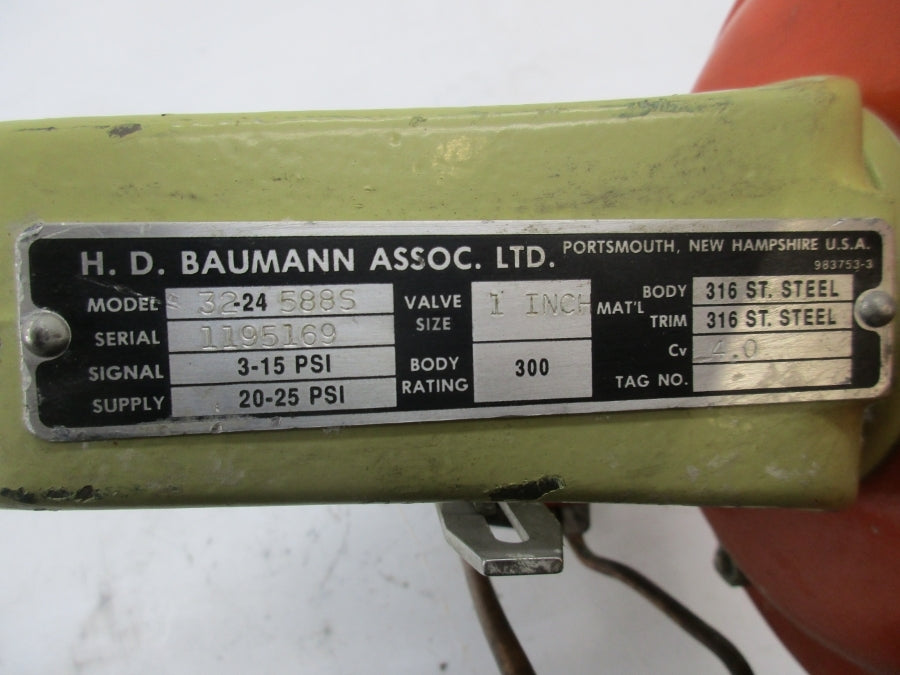 H. D. BAUMANN ASSOC. LTD. PORTSMOUTH, NEW HAMPSHIRE U.S.A.
983753-3
MODEL 32-24 588S
SERIAL 1195169
SIGNAL 3-15 PSI
SUPPLY 20-25 PSI
VALVE SIZE 1 INCH
BODY RATING 300
MAT'L BODY 316 ST. STEEL
TRIM 316 ST. STEEL
Cv 4.0
TAG NO.